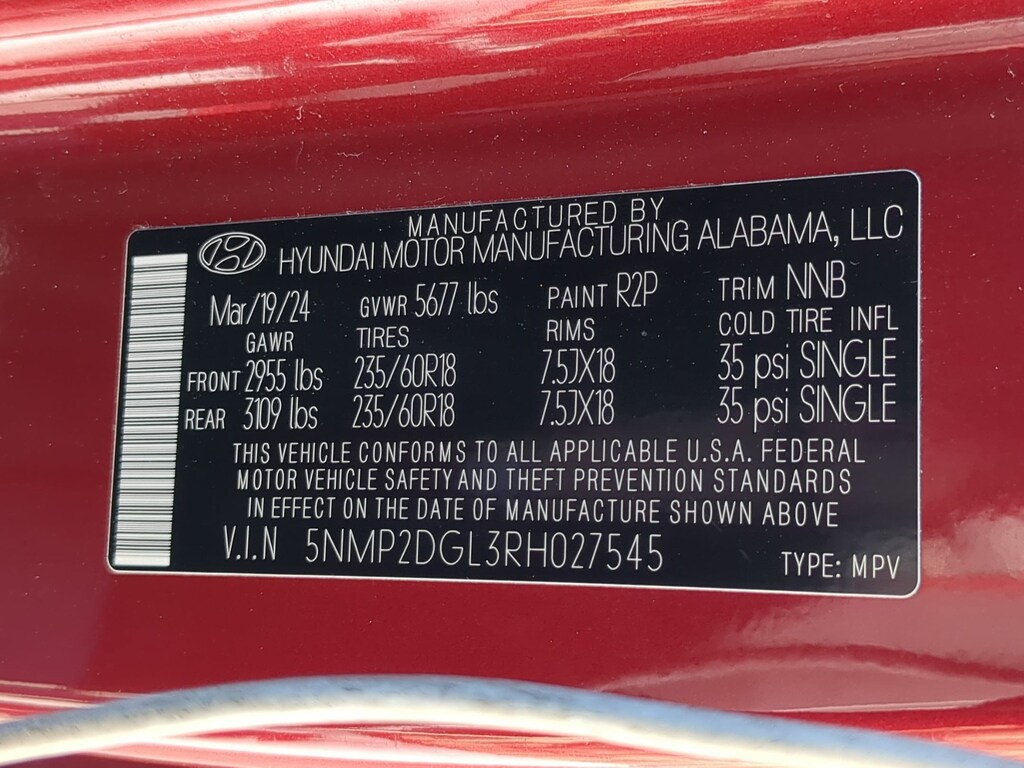 MANUFACTURED BY
HYUNDAI MOTOR MANUFACTURING ALABAMA, LLC
Mar/19/24 GVWR 5677 lbs PAINT R2P TRIM NNB
GAWR TIRES RIMS COLD TIRE INFL
FRONT 2955 lbs 235/60R18 7.5JX18 35 psi SINGLE
REAR 3109 lbs 235/60R18 7.5JX18 35 psi SINGLE
THIS VEHICLE CONFORMS TO ALL APPLICABLE U.S.A. FEDERAL
MOTOR VEHICLE SAFETY AND THEFT PREVENTION STANDARDS
IN EFFECT ON THE DATE OF MANUFACTURE SHOWN ABOVE
V.I.N 5NMP2DGL3RH027545 TYPE: MPV